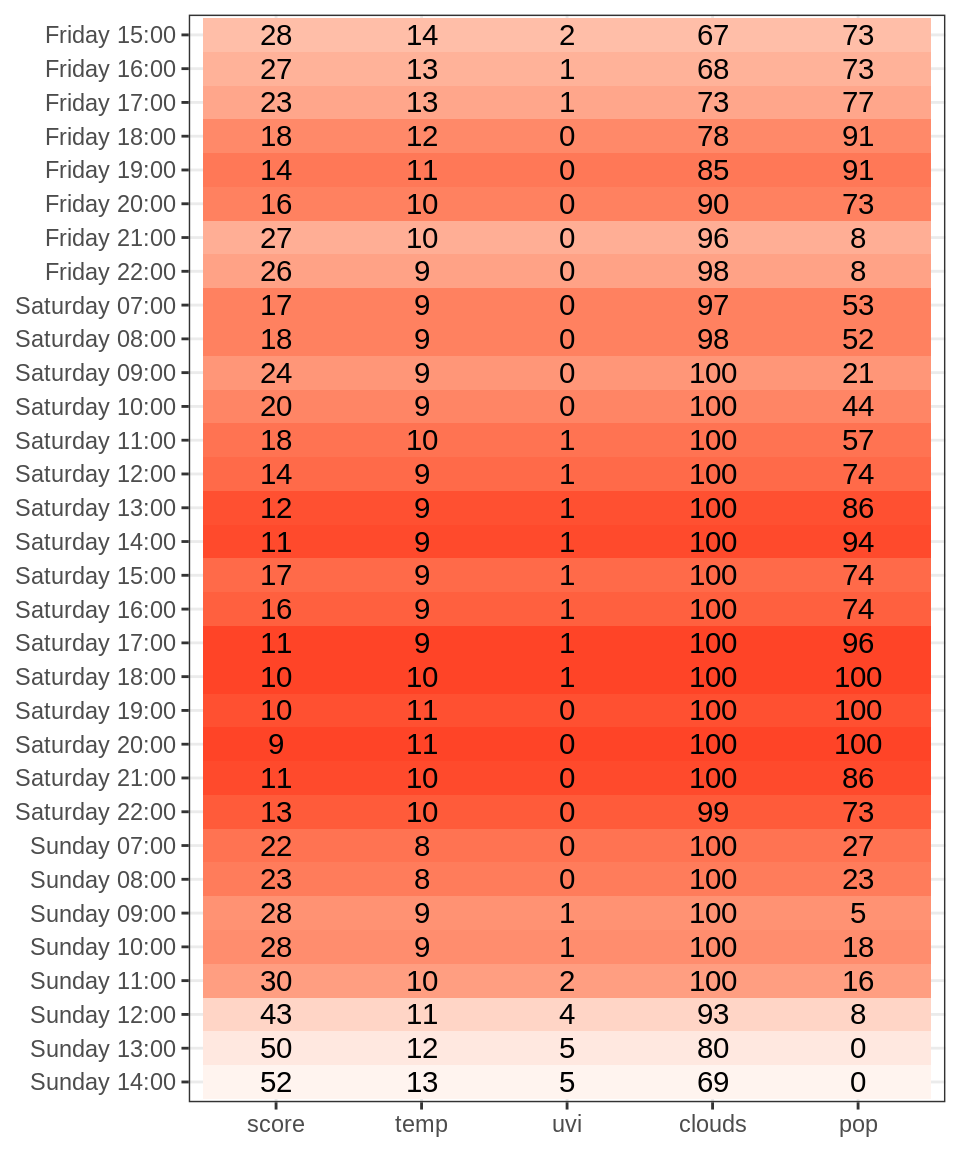 Friday 15:00 28 14 2 67 73
Friday 16:00 27 13 1 68 73
Friday 17:00 23 13 1 73 77
Friday 18:00 18 12 0 78 91
Friday 19:00 14 11 0 85 91
Friday 20:00 16 10 0 90 73
Friday 21:00 27 10 0 96 8
Friday 22:00 26 9 0 98 8
Saturday 07:00 17 9 0 97 53
Saturday 08:00 18 9 0 98 52
Saturday 09:00 24 9 0 100 21
Saturday 10:00 20 9 0 100 44
Saturday 11:00 18 10 1 100 57
Saturday 12:00 14 9 1 100 74
Saturday 13:00 12 9 1 100 86
Saturday 14:00 11 9 1 100 94
Saturday 15:00 17 9 1 100 74
Saturday 16:00 16 9 1 100 74
Saturday 17:00 11 9 1 100 96
Saturday 18:00 10 10 1 100 100
Saturday 19:00 10 11 0 100 100
Saturday 20:00 9 11 0 100 100
Saturday 21:00 11 10 0 100 86
Saturday 22:00 13 10 0 99 73
Sunday 07:00 22 8 0 100 27
Sunday 08:00 23 8 0 100 23
Sunday 09:00 28 9 1 100 5
Sunday 10:00 28 9 1 100 18
Sunday 11:00 30 10 2 100 16
Sunday 12:00 43 11 4 93 8
Sunday 13:00 50 12 5 80 0
Sunday 14:00 52 13 5 69 0
score temp uvi clouds pop